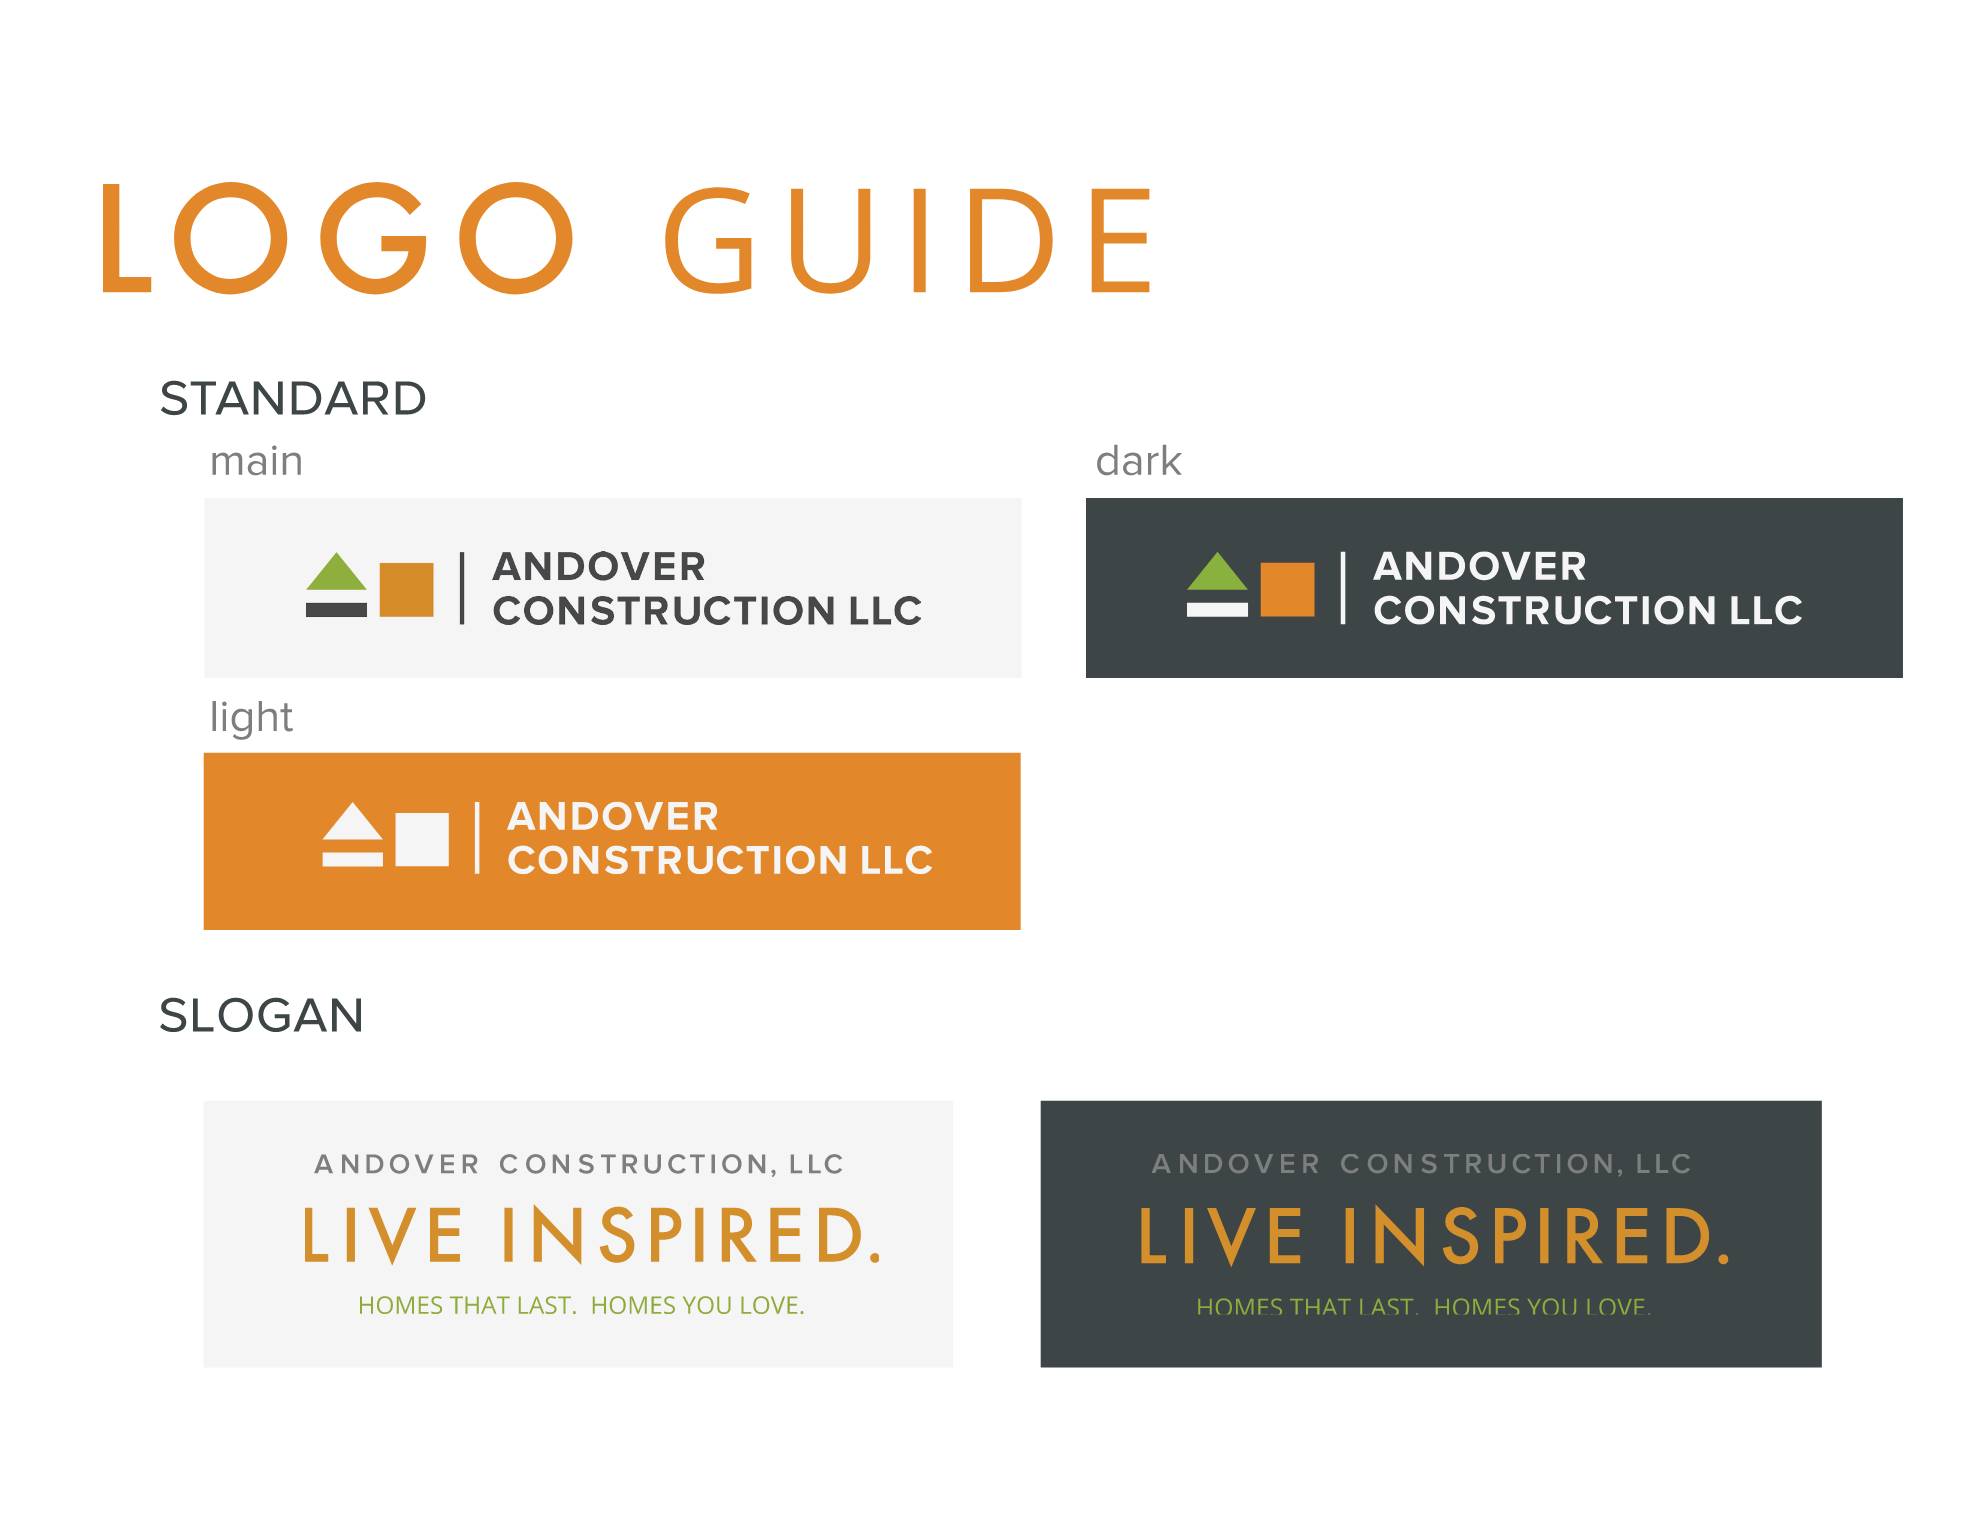 LOGO GUIDE
STANDARD
main
ANDOVER
CONSTRUCTION LLC
dark
ANDOVER
CONSTRUCTION LLC
light
ANDOVER
CONSTRUCTION LLC
SLOGAN
ANDOVER CONSTRUCTION, LLC
LIVE INSPIRED.
HOMES THAT LAST. HOMES YOU LOVE.
ANDOVER CONSTRUCTION, LLC
LIVE INSPIRED.
HOMES THAT LAST. HOMES YOU LOVE.